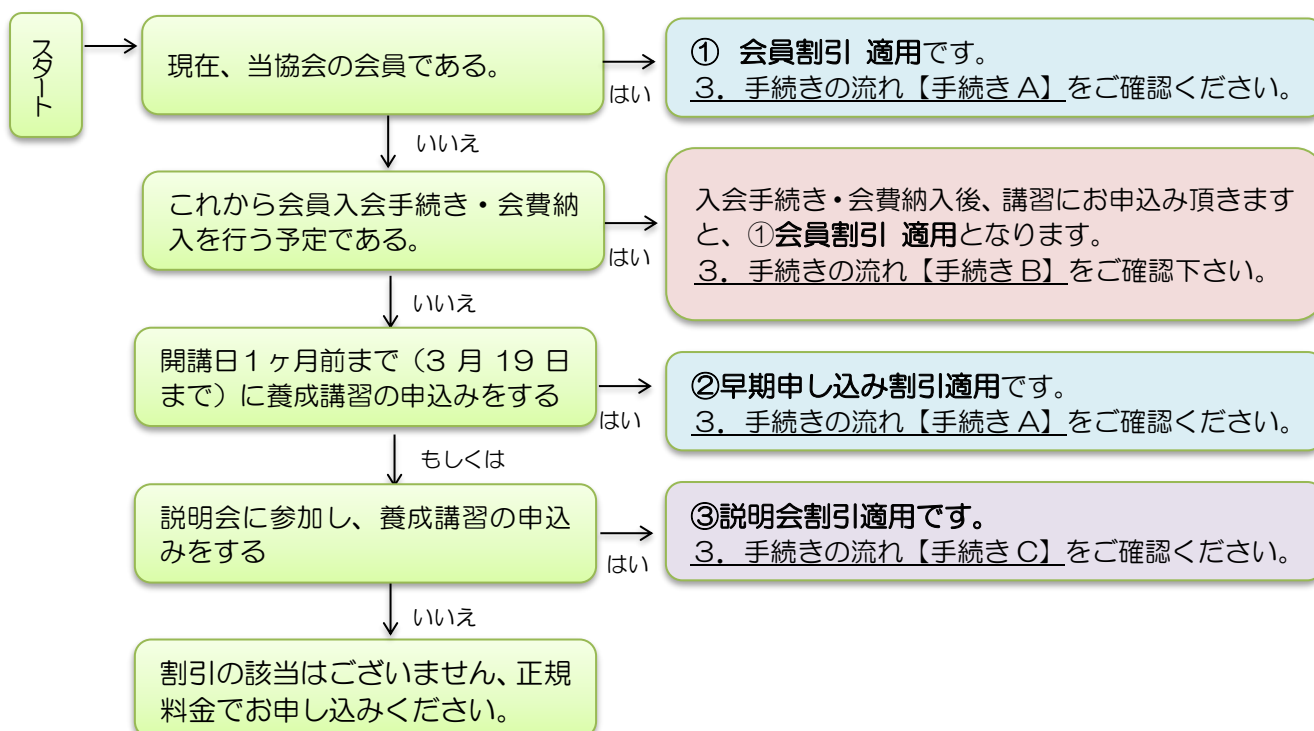 スタート
現在、当協会の会員である。
はい
① 会員割引 適用です。
３．手続きの流れ【手続きＡ】をご確認ください。
いいえ
これから会員入会手続き・会費納
入を行う予定である。
はい
入会手続き・会費納入後、講習にお申込み頂きます
と、①会員割引 適用となります。
３．手続きの流れ【手続きＢ】をご確認下さい。
いいえ
開講日１ヶ月前まで（３月 19 日
まで）に養成講習の申込みをする
はい
②早期申し込み割引適用です。
３．手続きの流れ【手続きＡ】をご確認ください。
もしくは
説明会に参加し、養成講習の申込
みをする
はい
③説明会割引適用です。
３．手続きの流れ【手続きＣ】をご確認ください。
いいえ
割引の該当はございません、正規
料金でお申し込みください。